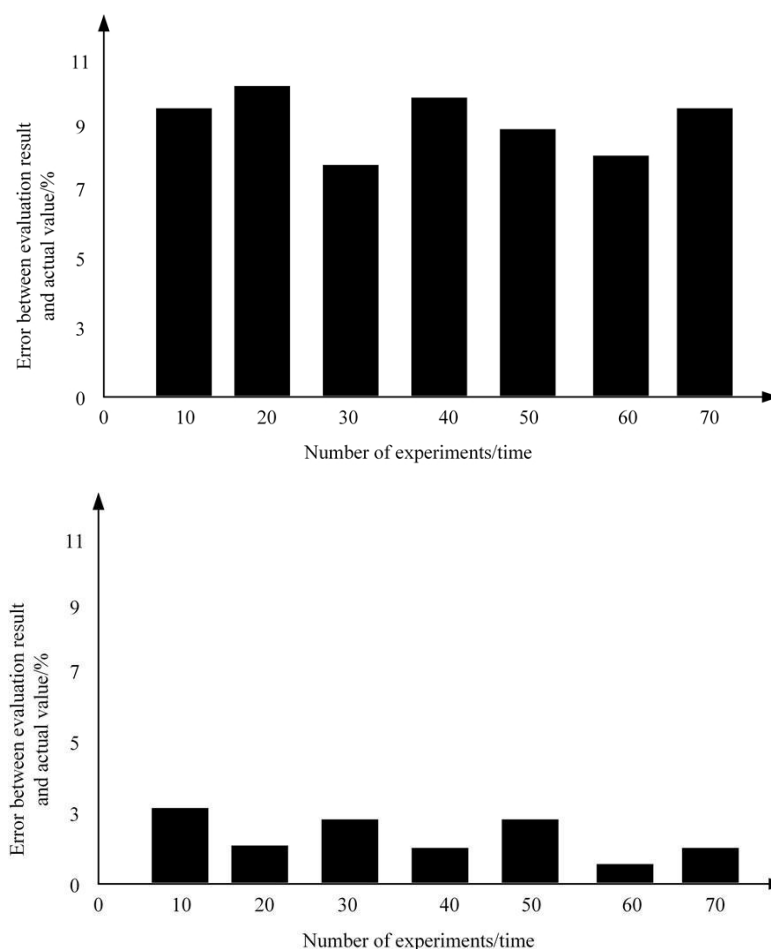 11
9
7
5
3
0
Error between evaluation result
and actual value/%
0 10 20 30 40 50 60 70
Number of experiments/time
11
9
7
5
3
0
Error between evaluation result
and actual value/%
0 10 20 30 40 50 60 70
Number of experiments/time